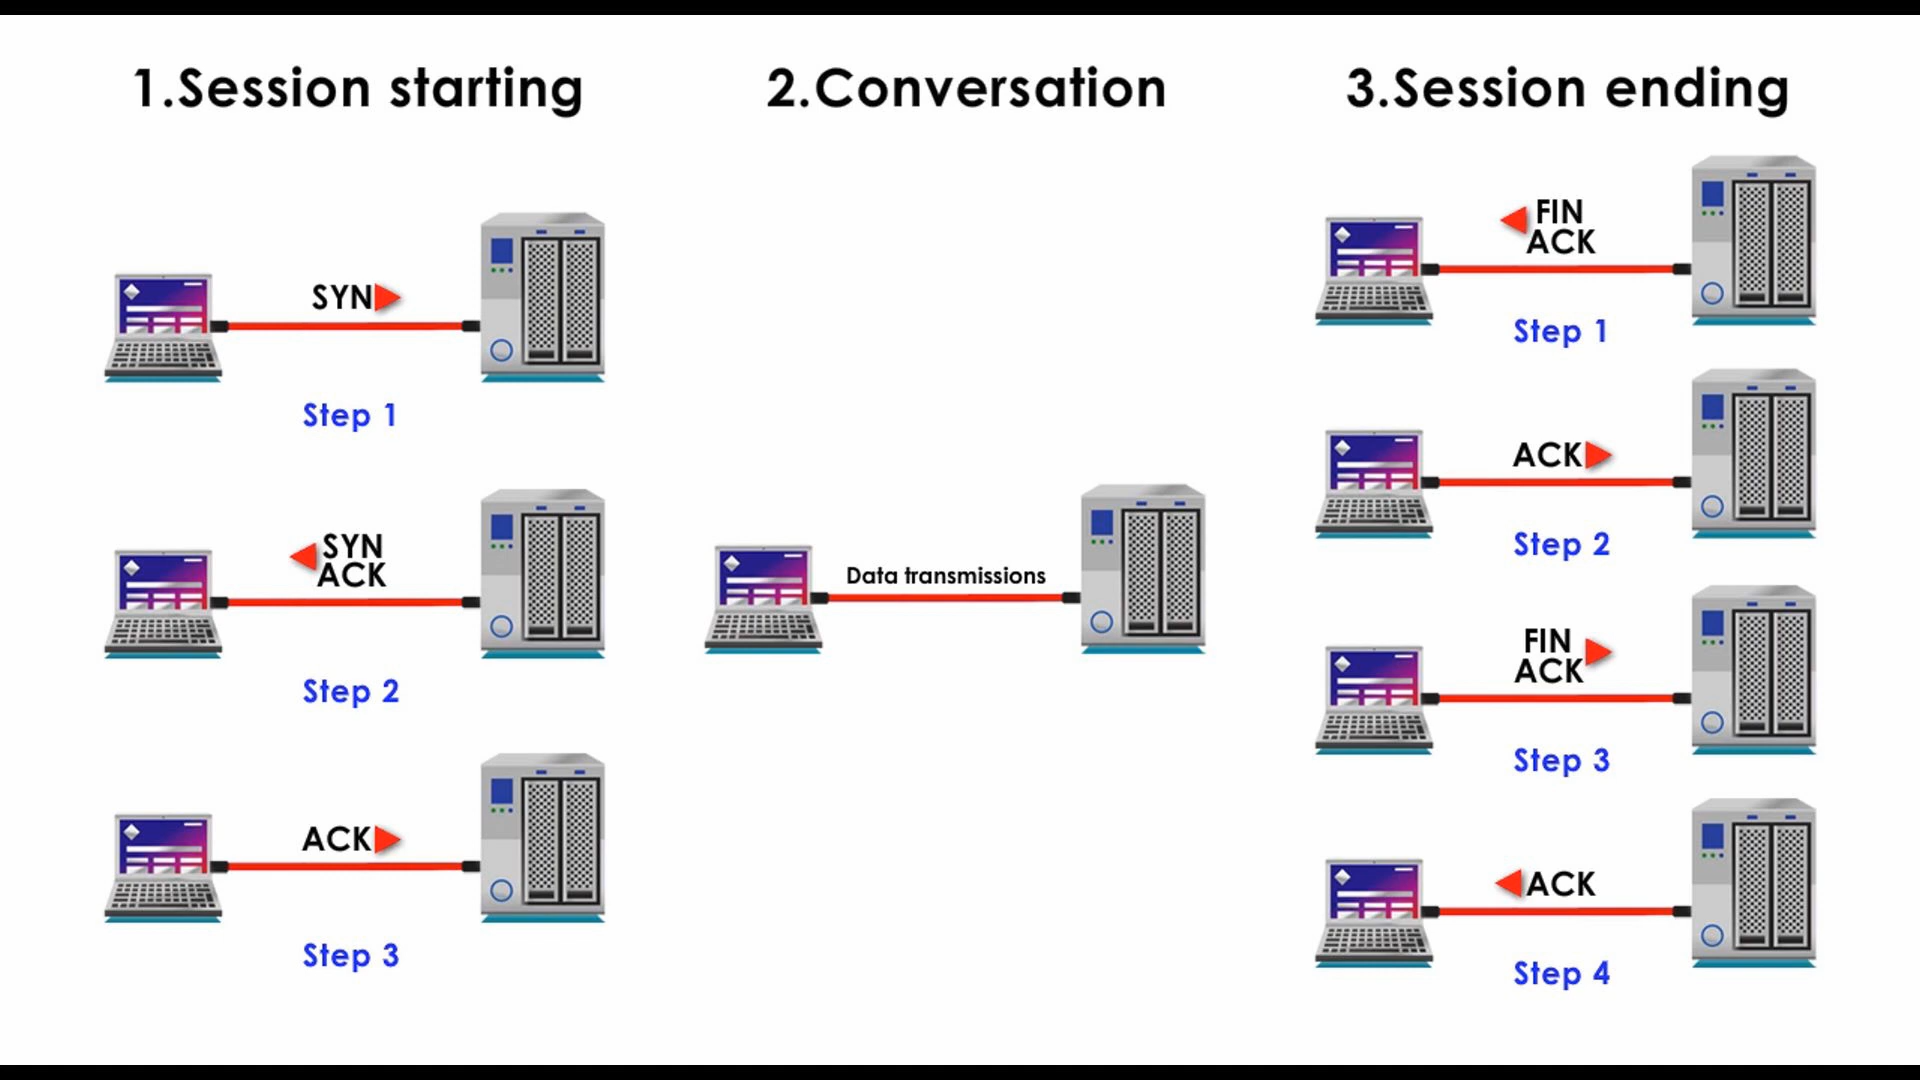 1.Session starting
SYN
Step 1
SYN
ACK
Step 2
ACK
Step 3
2.Conversation
Data transmissions
3.Session ending
FIN
ACK
Step 1
ACK
Step 2
FIN
ACK
Step 3
ACK
Step 4